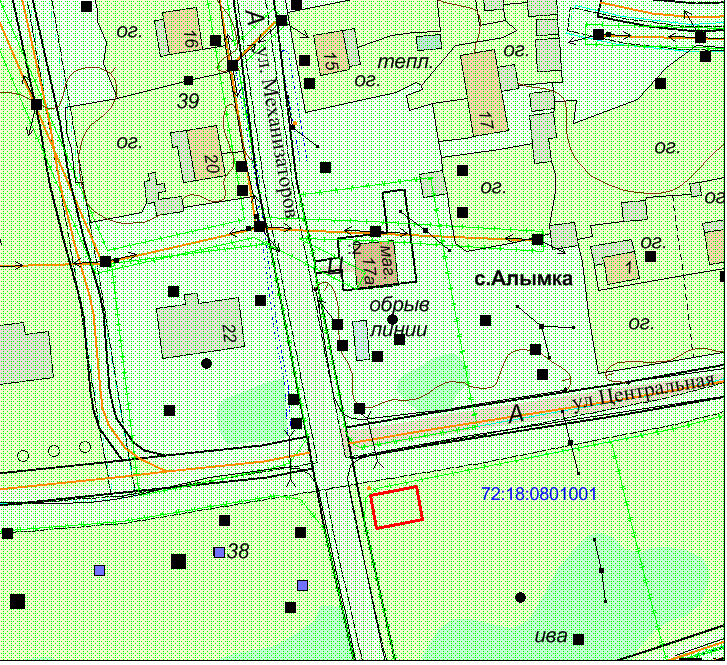 ог.
16
А
15
тепл.
ог.
ог.
39
ул. Механизаторов
17
ог.
20
ог.
ог.
ог.
маг.
17а
ог.
1
с.Алымка
обрыв
линии
22
ог.
ул Центральная
А
72:18:0801001
38
ива